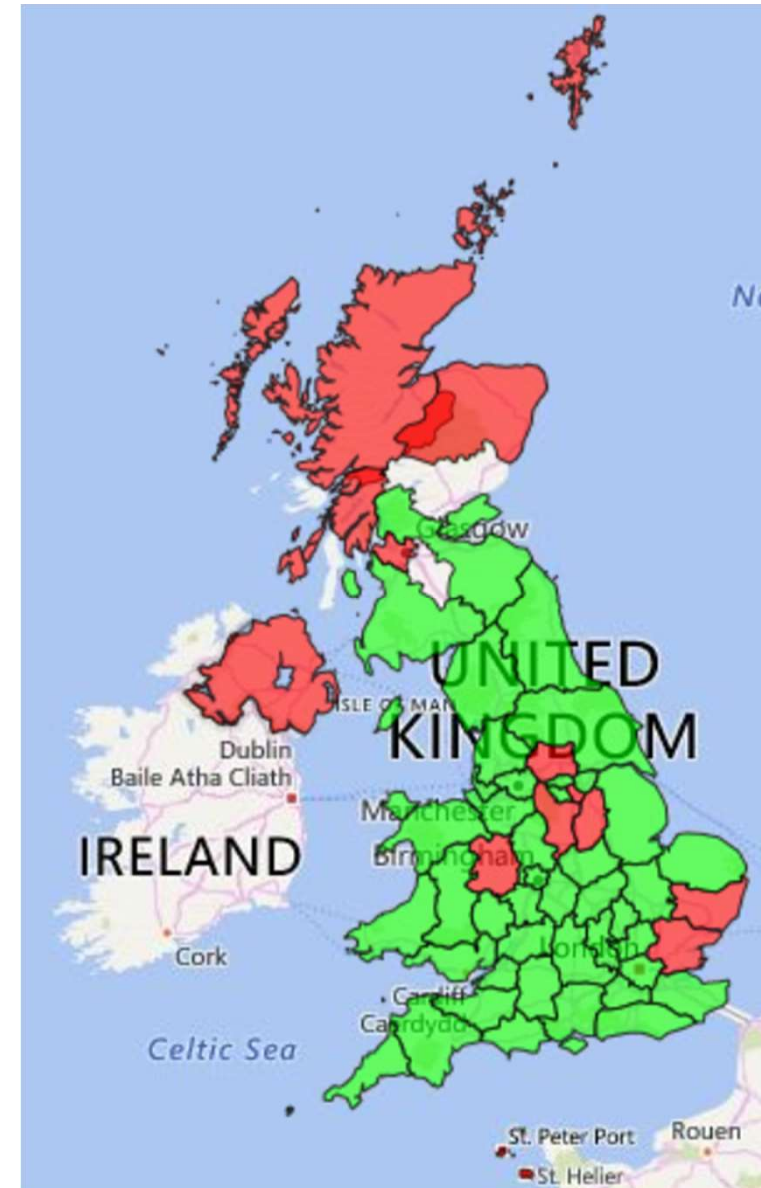 N
Glasgow
UNITED
KINGDOM
ISLE OF MAN
Dublin
Baile Atha Cliath
Manchester
IRELAND
Birmingham
Cork
London
Cardiff
Caerdydd
Celtic Sea
St. Peter Port
Rouen
St. Helier